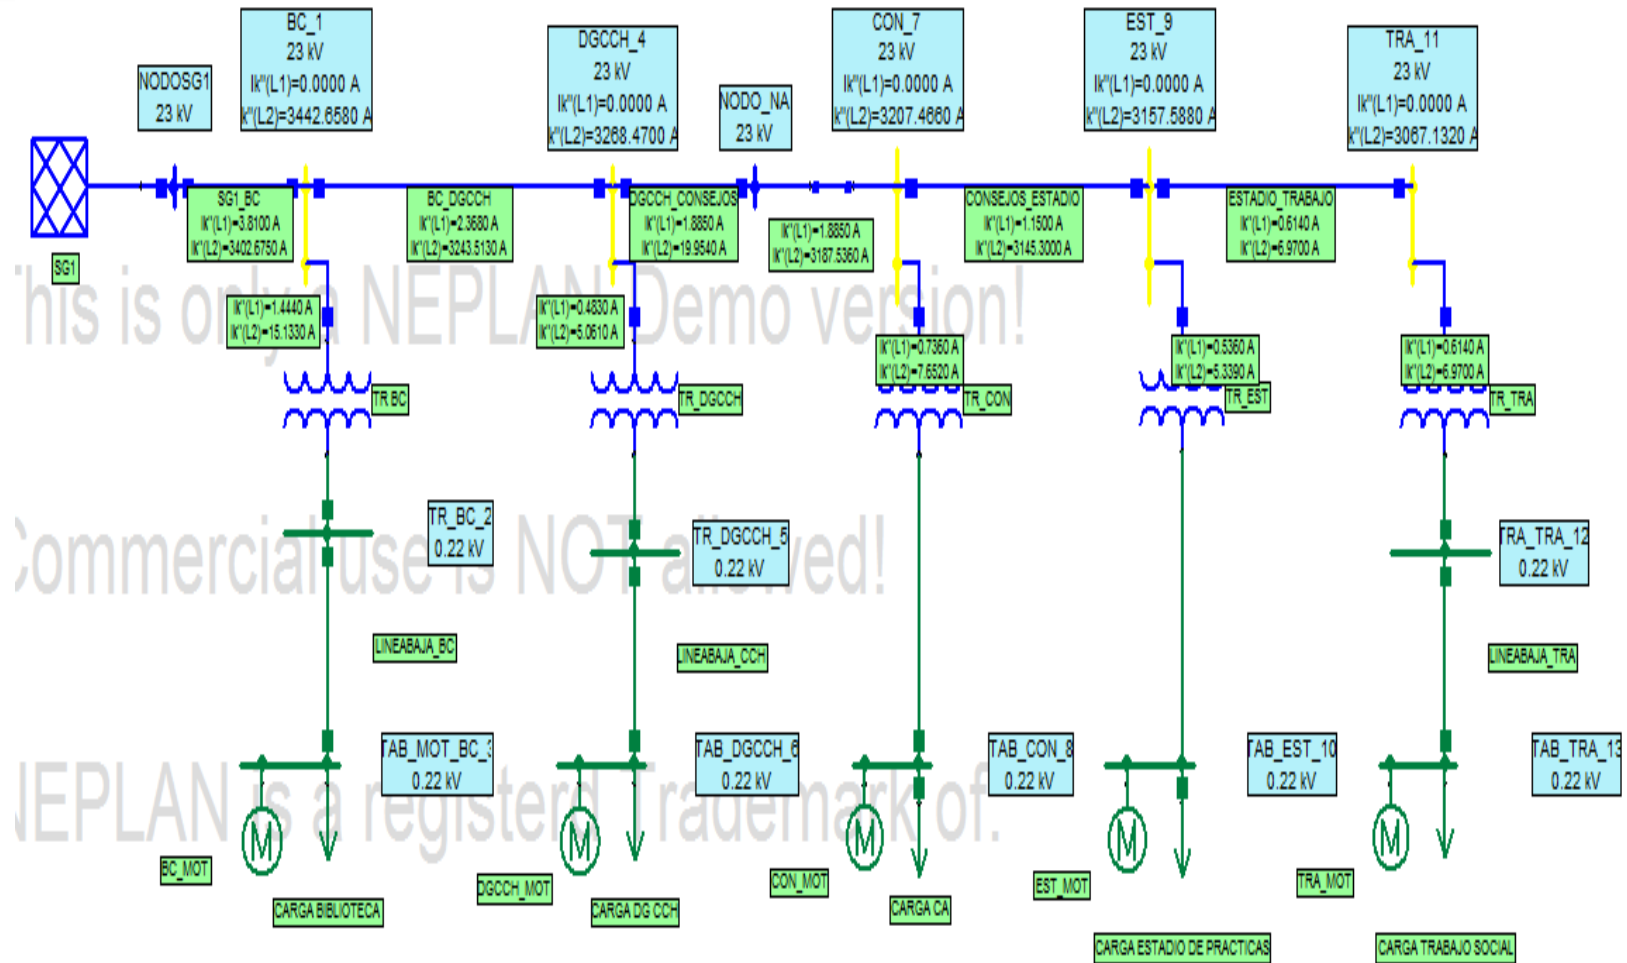 BC_1
23 kV
Ik"(L1)=0.0000 A
k"(L2)=3442.6580 A
DGCCH_4
23 kV
Ik"(L1)=0.0000 A
k"(L2)=3268.4700 A
CON_7
23 kV
Ik"(L1)=0.0000 A
k"(L2)=3207.4660 A
EST_9
23 kV
Ik"(L1)=0.0000 A
k"(L2)=3157.5880 A
TRA_11
23 kV
Ik"(L1)=0.0000 A
k"(L2)=3067.1320 A
NODOSG1
23 kV
NODO_NA
23 kV
SG1
SG1_BC
Ik"(L1)=3.8100 A
Ik"(L2)=3402.6750 A
BC_DGCCH
Ik"(L1)=2.3680 A
Ik"(L2)=3243.5130 A
DGCCH_CONSEJOS
Ik"(L1)=1.8850 A
Ik"(L2)=19.9540 A
Ik"(L1)=1.8850 A
Ik"(L2)=3187.5360 A
CONSEJOS_ESTADIO
Ik"(L1)=1.1500 A
Ik"(L2)=3145.3000 A
ESTADIO_TRABAJO
Ik"(L1)=0.6140 A
Ik"(L2)=6.9700 A
This is only a NEPLAN Demo version!
Ik"(L1)=1.4440 A
Ik"(L2)=15.1330 A
Ik"(L1)=0.4830 A
Ik"(L2)=5.0610 A
Ik"(L1)=0.7360 A
Ik"(L2)=7.6520 A
Ik"(L1)=0.5360 A
Ik"(L2)=5.3390 A
Ik"(L1)=0.6140 A
Ik"(L2)=6.9700 A
TR BC
TR_DGCCH
TR_CON
TR_EST
TR_TRA
Commercial use is NOT allowed!
TR_BC_2
0.22 kV
TR_DGCCH_5
0.22 kV
TRA_TRA_12
0.22 kV
LINEABAJA_BC
LINEABAJA_CCH
LINEABAJA_TRA
NEPLAN is a registerd Trademark of:
TAB_MOT_BC_3
0.22 kV
TAB_DGCCH_6
0.22 kV
TAB_CON_8
0.22 kV
TAB_EST_10
0.22 kV
TAB_TRA_13
0.22 kV
M
M
M
M
M
BC_MOT
DGCCH_MOT
CON_MOT
EST_MOT
TRA_MOT
CARGA BIBLIOTECA
CARGA DG CCH
CARGA CA
CARGA ESTADIO DE PRACTICAS
CARGA TRABAJO SOCIAL